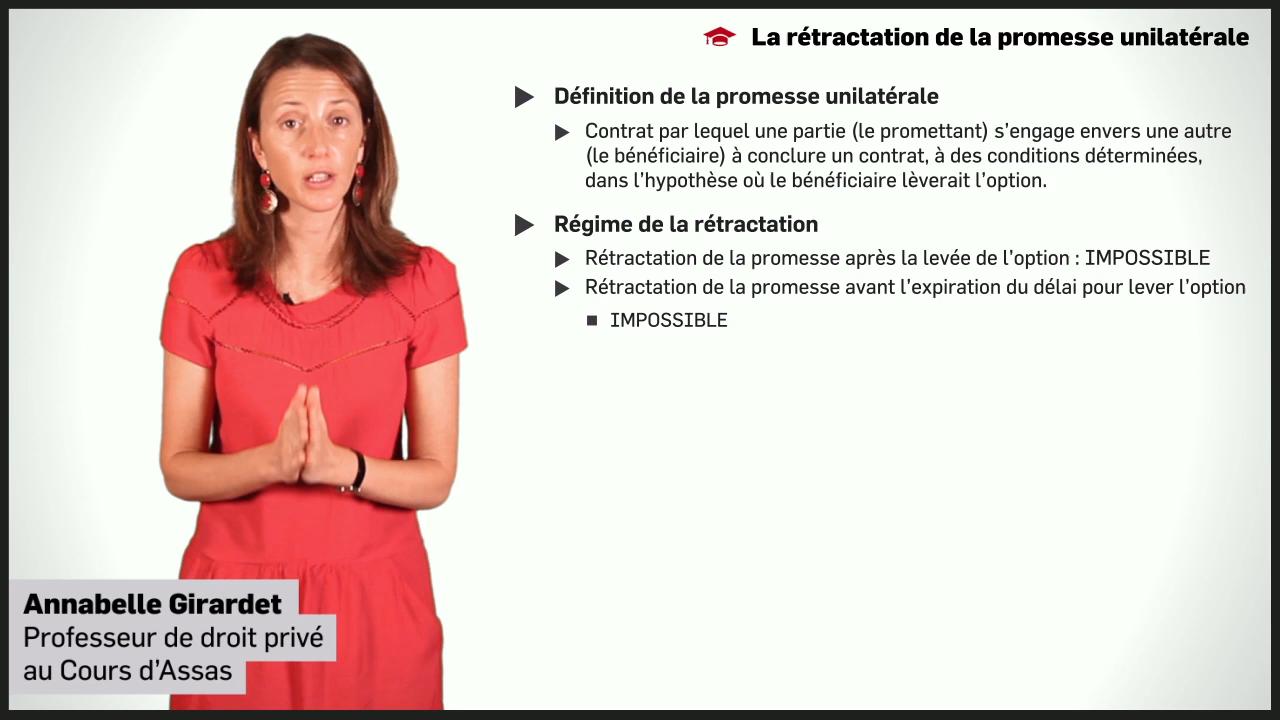 La rétractation de la promesse unilatérale
Définition de la promesse unilatérale
Contrat par lequel une partie (le promettant) s'engage envers une autre
(le bénéficiaire) à conclure un contrat, à des conditions déterminées,
dans l'hypothèse où le bénéficiaire lèverait l'option.
Régime de la rétractation
Rétractation de la promesse après la levée de l'option : IMPOSSIBLE
Rétractation de la promesse avant l'expiration du délai pour lever l'option
IMPOSSIBLE
Annabelle Girardet
Professeur de droit privé
au Cours d'Assas